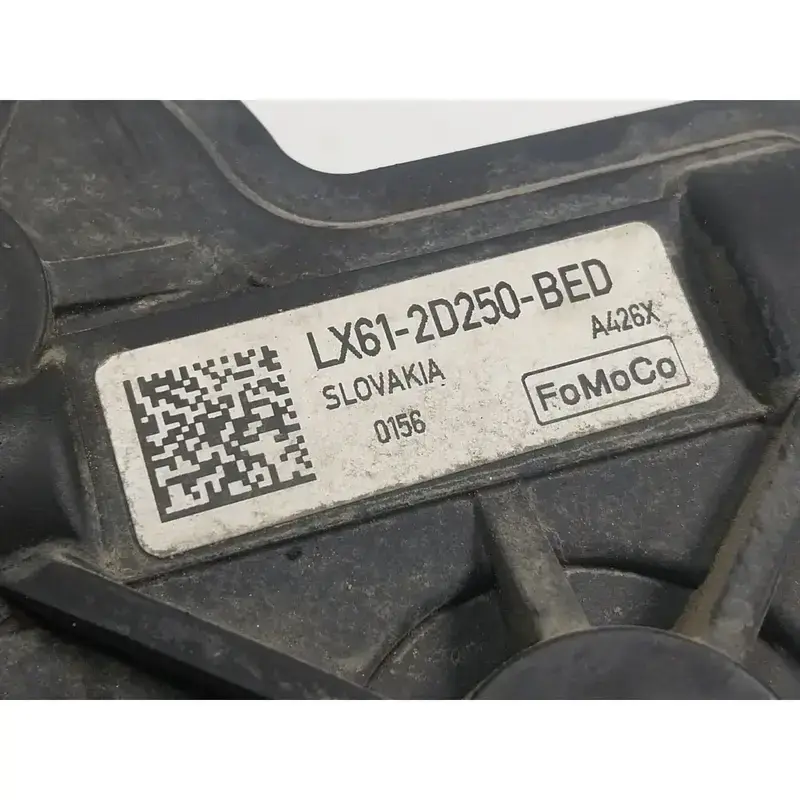 LX61-2D250-BED
SLOVAKIA
A426X
0156
FoMoCo